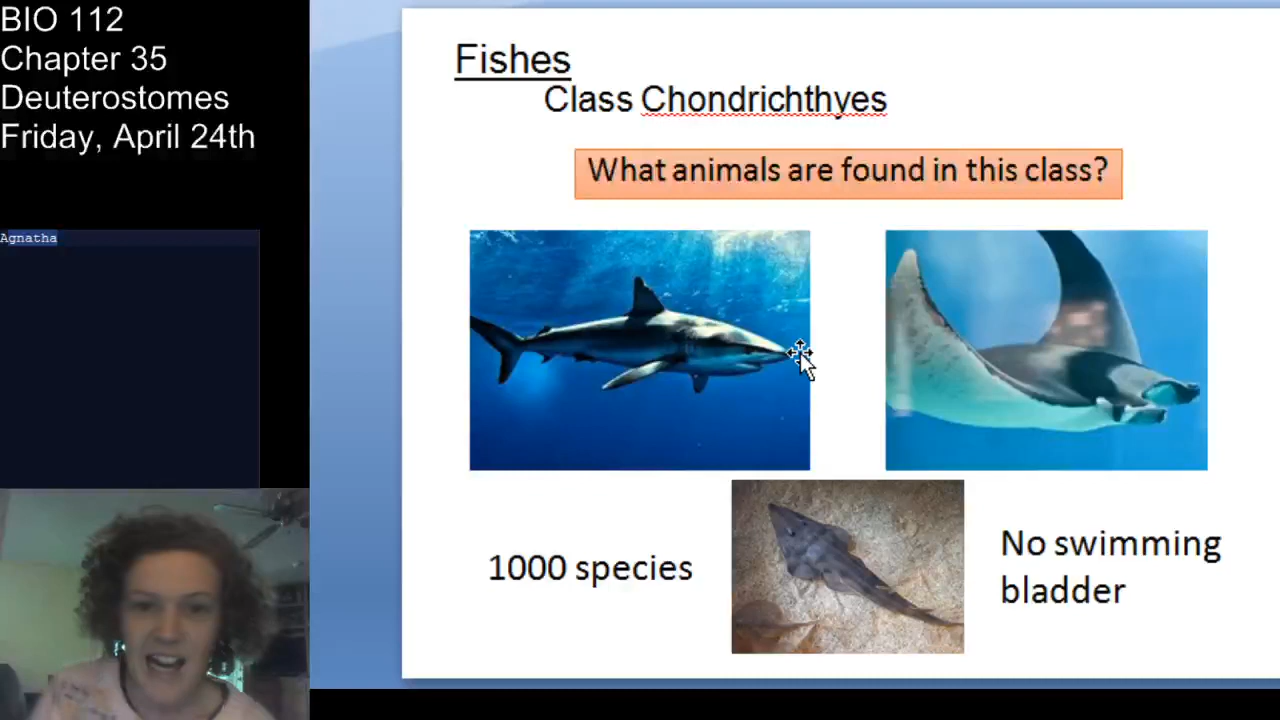 BIO 112
Chapter 35
Deuterostomes
Friday, April 24th
Agnatha
Fishes
Class Chondrichthyes
What animals are found in this class?
1000 species
No swimming
bladder